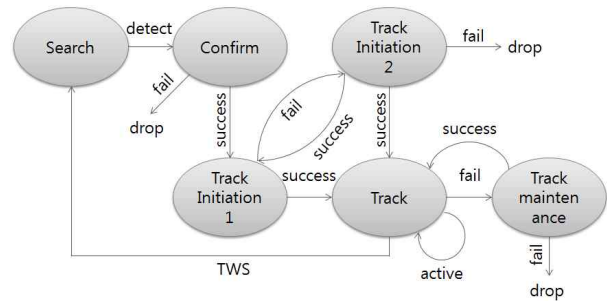 Search
detect
Confirm
fail
drop
success
Track
Initiation
2
fail
drop
fail
success
success
Track
Initiation
1
success
Track
success
fail
Track
mainten
ance
fail
drop
active
TWS